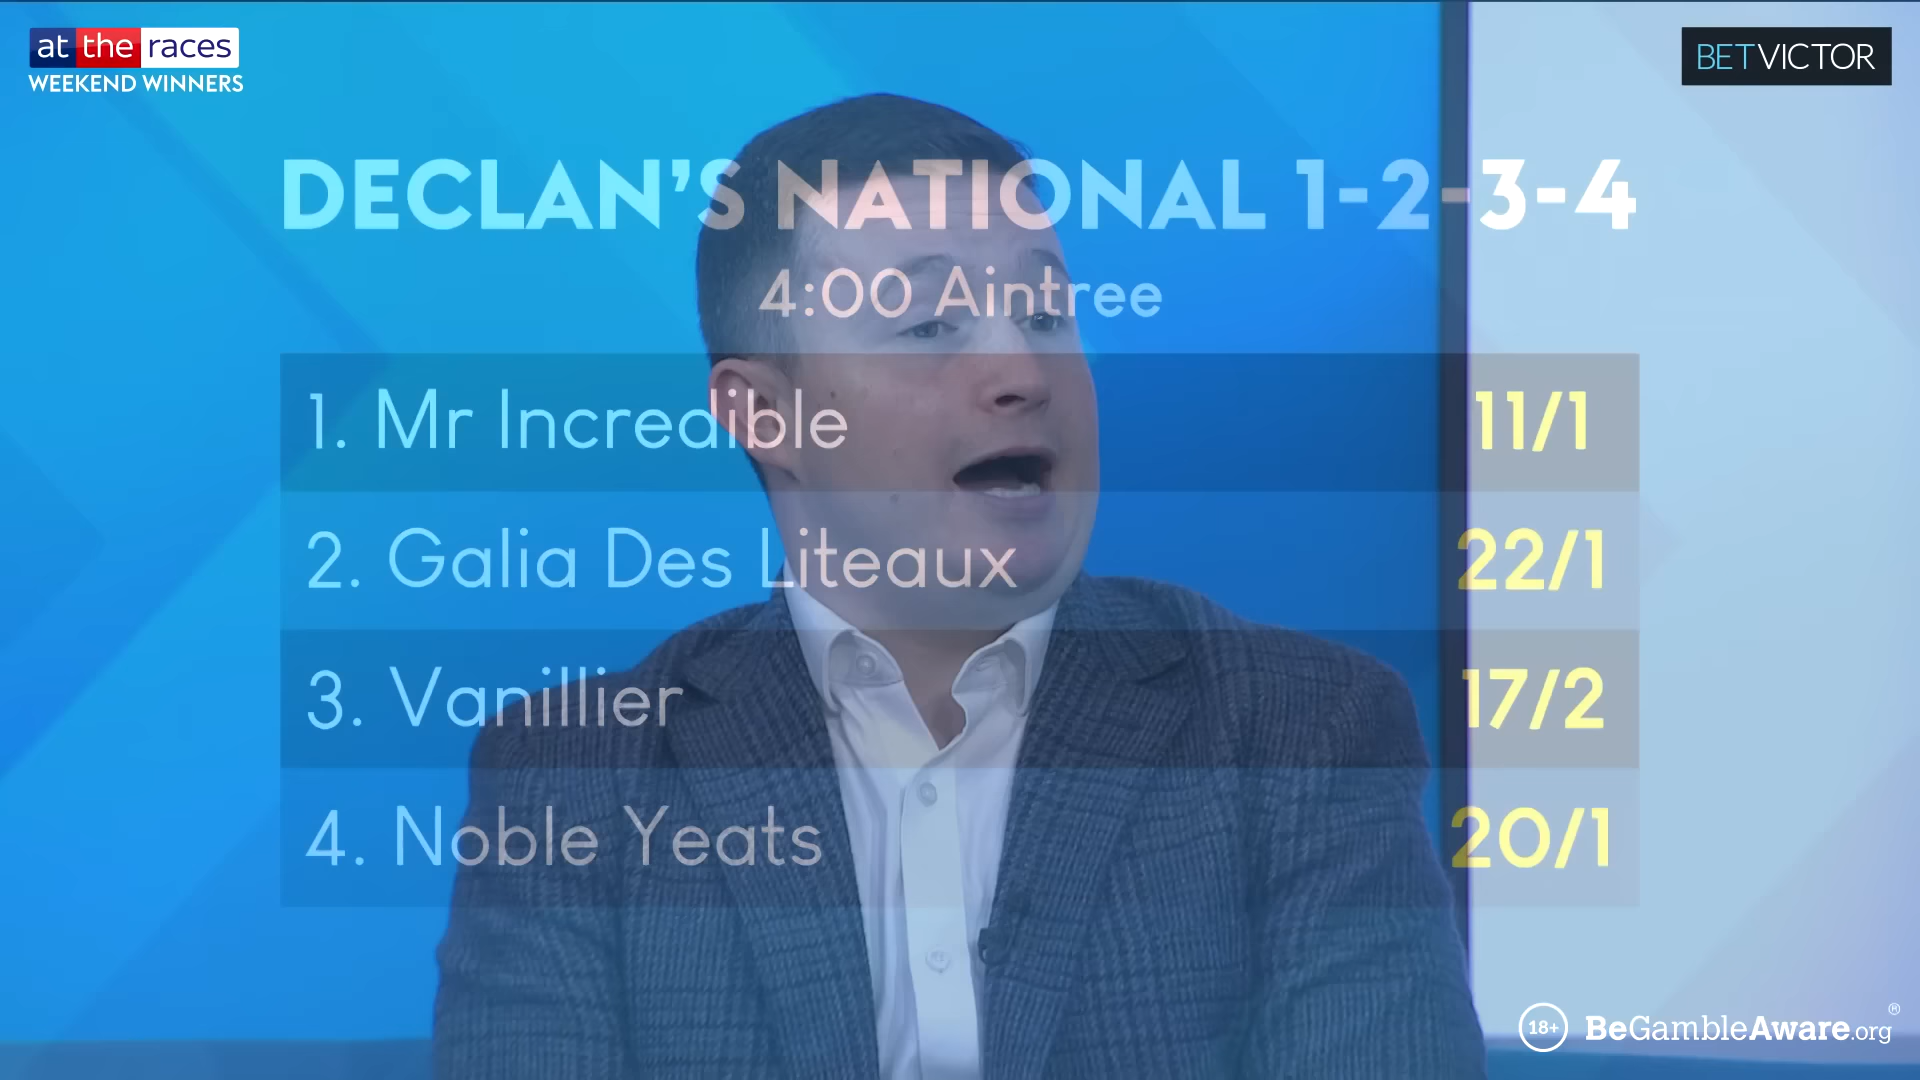 at the races
WEEKEND WINNERS
BETVICTOR
DECLAN'S NATIONAL 1-2-3-4
4:00 Aintree
1. Mr Incredible 11/1
2. Galia Des Liteaux 22/1
3. Vanillier 17/2
4. Noble Yeats 20/1
18+ BeGambleAware.org®